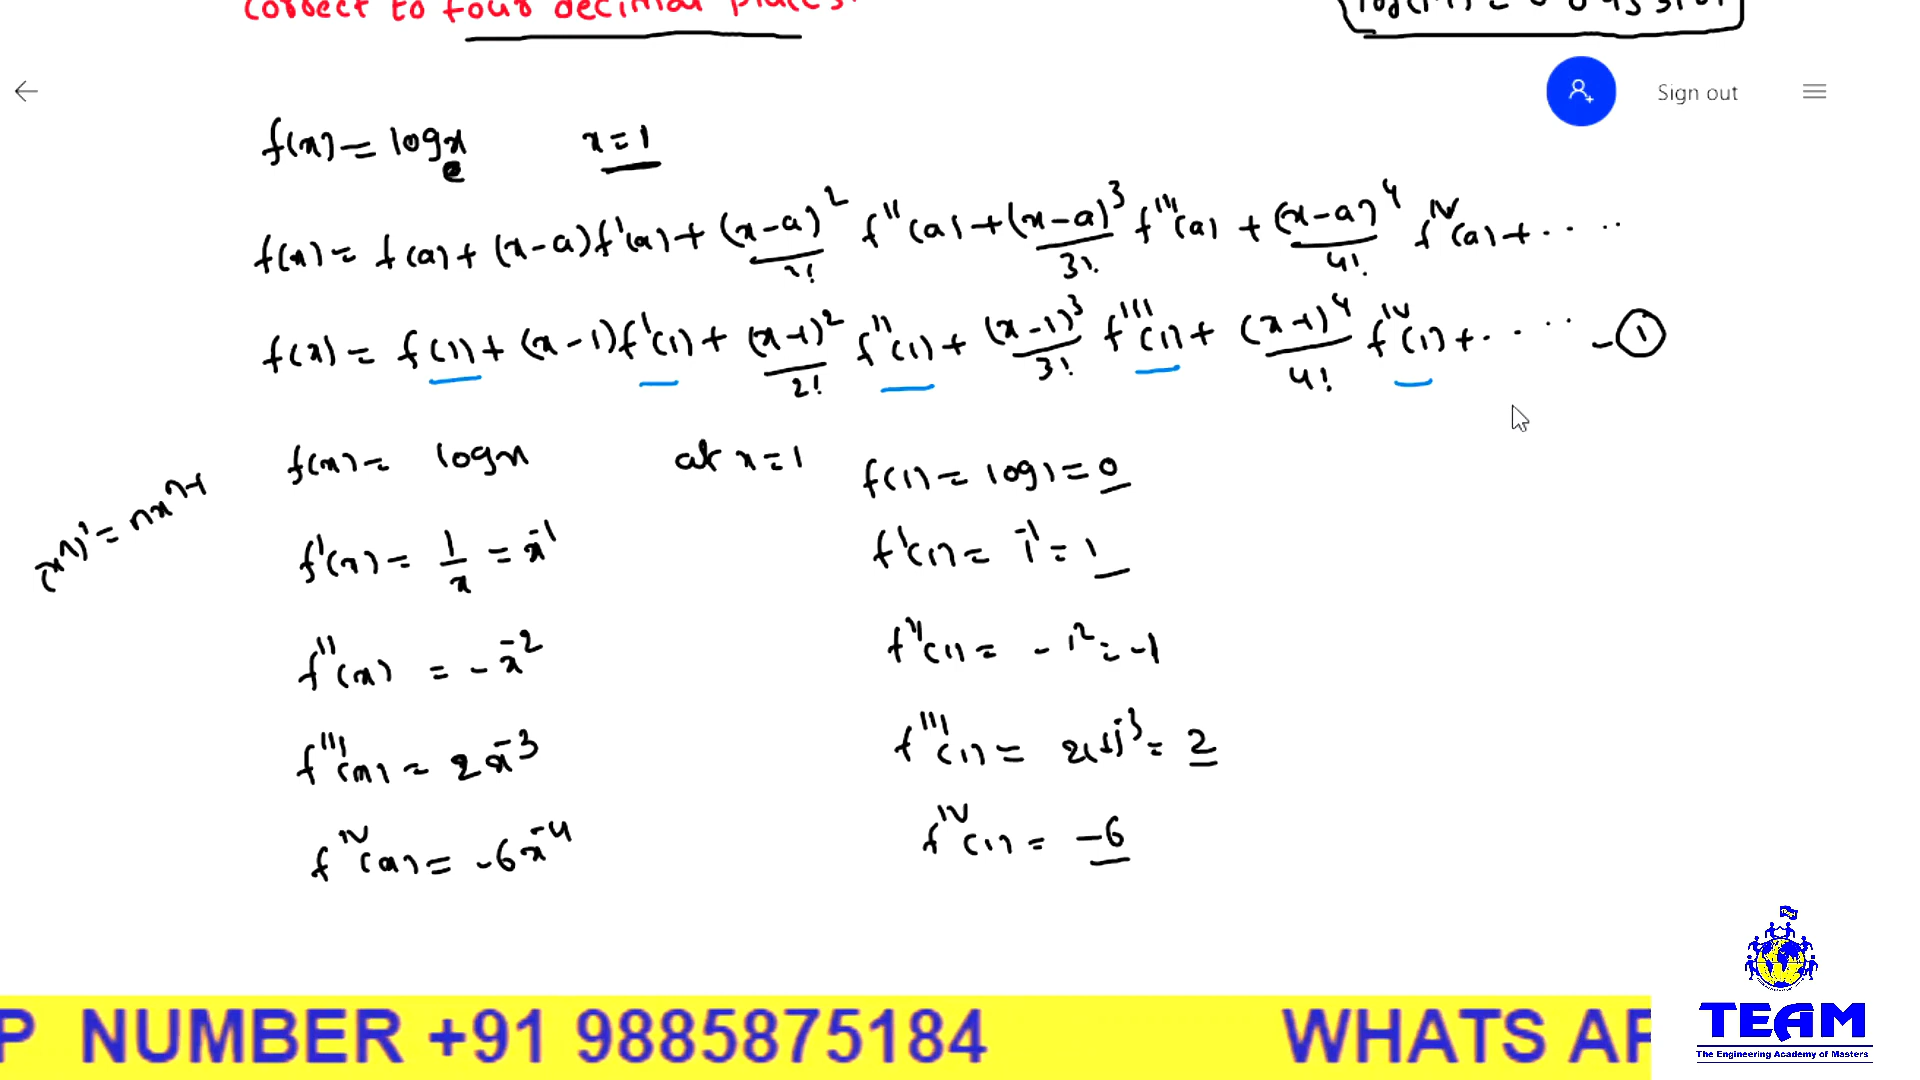 correct to four decimal places.
Sign out
f(x) = log x e x = 1
f(x) = f(a) + (x-a)f'(a) + (x-a)^2/2! f''(a) + (x-a)^3/3! f'''(a) + (x-a)^4/4! f^IV(a) + .....
f(x) = f(1) + (x-1)f'(1) + (x-1)^2/2! f''(1) + (x-1)^3/3! f'''(1) + (x-1)^4/4! f^IV(1) + ..... - ①
f(x) = log x at x = 1 f(1) = log 1 = 0
(x^n)' = nx^n-1
f'(x) = 1/x = x^-1 f'(1) = 1^-1 = 1
f''(x) = -x^-2 f''(1) = -1^2 = -1
f'''(x) = 2x^-3 f'''(1) = 2(1)^-3 = 2
f^IV(x) = -6x^-4 f^IV(1) = -6
P NUMBER +91 9885875184 WHATS AP
TEAM
The Engineering Academy of Masters